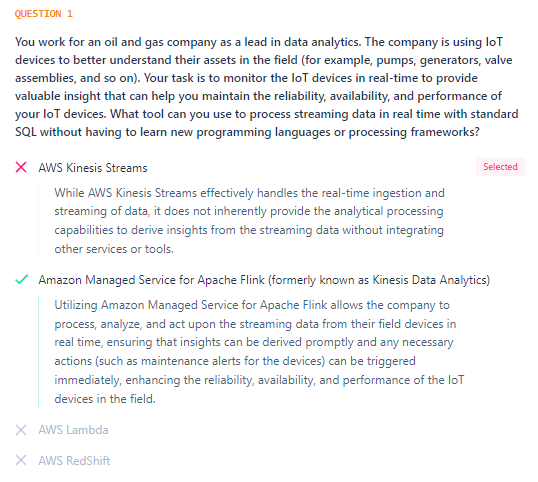 QUESTION 1
You work for an oil and gas company as a lead in data analytics. The company is using IoT
devices to better understand their assets in the field (for example, pumps, generators, valve
assemblies, and so on). Your task is to monitor the IoT devices in real-time to provide
valuable insight that can help you maintain the reliability, availability, and performance of
your IoT devices. What tool can you use to process streaming data in real time with standard
SQL without having to learn new programming languages or processing frameworks?
AWS Kinesis Streams
Selected
While AWS Kinesis Streams effectively handles the real-time ingestion and
streaming of data, it does not inherently provide the analytical processing
capabilities to derive insights from the streaming data without integrating
other services or tools.
Amazon Managed Service for Apache Flink (formerly known as Kinesis Data Analytics)
Utilizing Amazon Managed Service for Apache Flink allows the company to
process, analyze, and act upon the streaming data from their field devices in
real time, ensuring that insights can be derived promptly and any necessary
actions (such as maintenance alerts for the devices) can be triggered
immediately, enhancing the reliability, availability, and performance of the IoT
devices in the field.
AWS Lambda
AWS RedShift